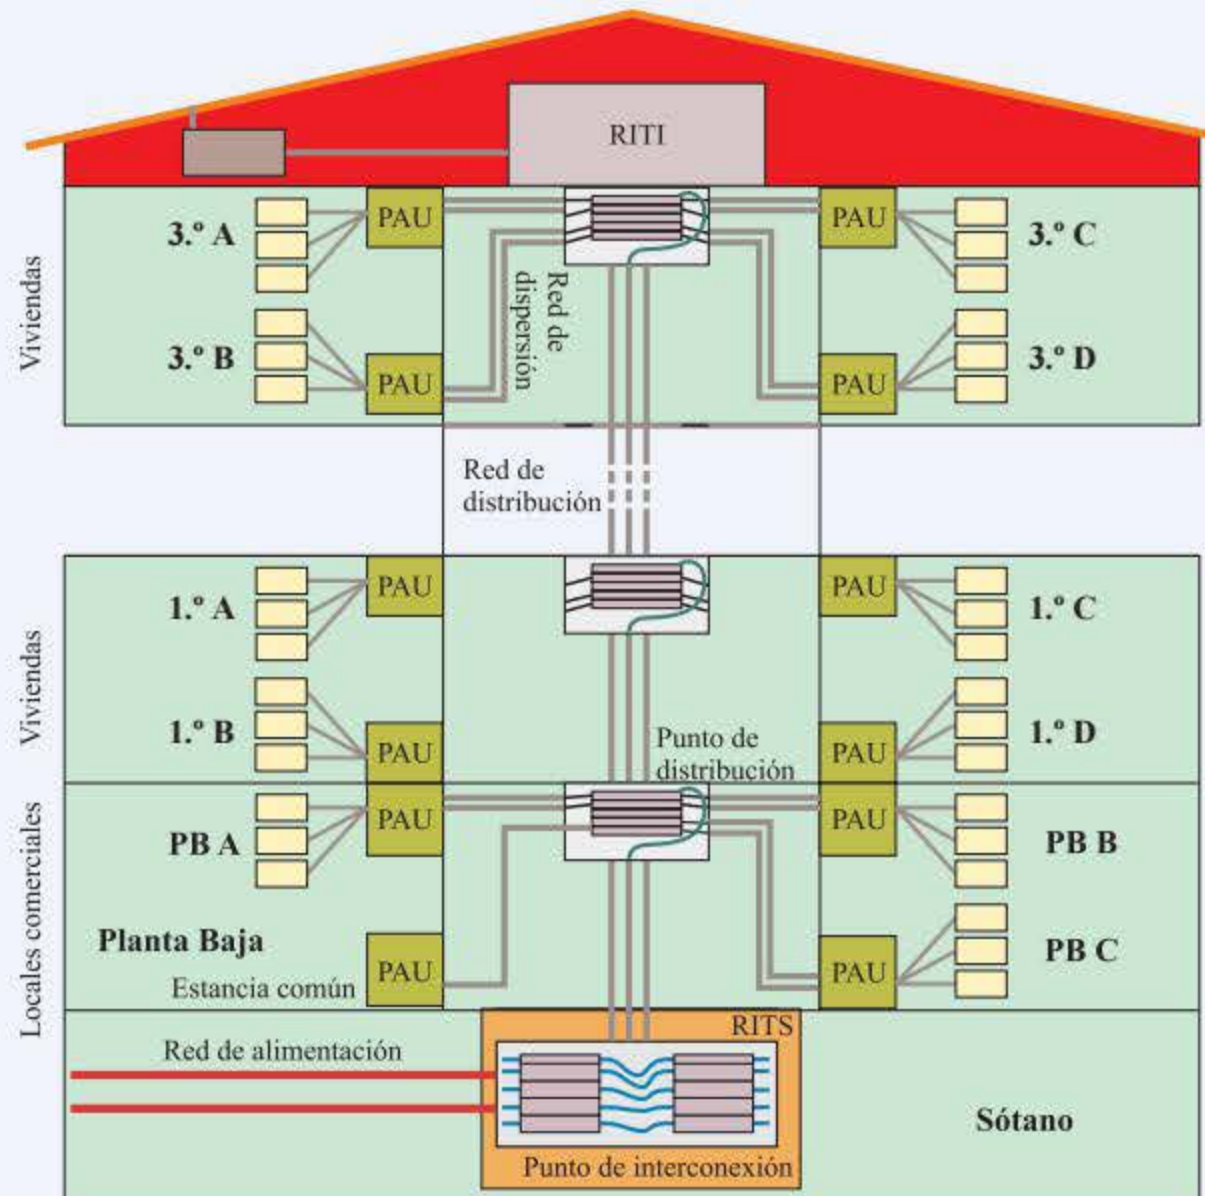 RITI
Viviendas
3.º A
PAU
PAU
3.º C
3.º B
PAU
Red de
dispersión
PAU
3.º D
Red de
distribución
Viviendas
1.º A
PAU
PAU
1.º C
1.º B
PAU
Punto de
distribución
PAU
1.º D
Locales comerciales
PB A
PAU
PAU
PB B
Planta Baja
Estancia común
PAU
PAU
PB C
RITS
Red de alimentación
Sótano
Punto de interconexión